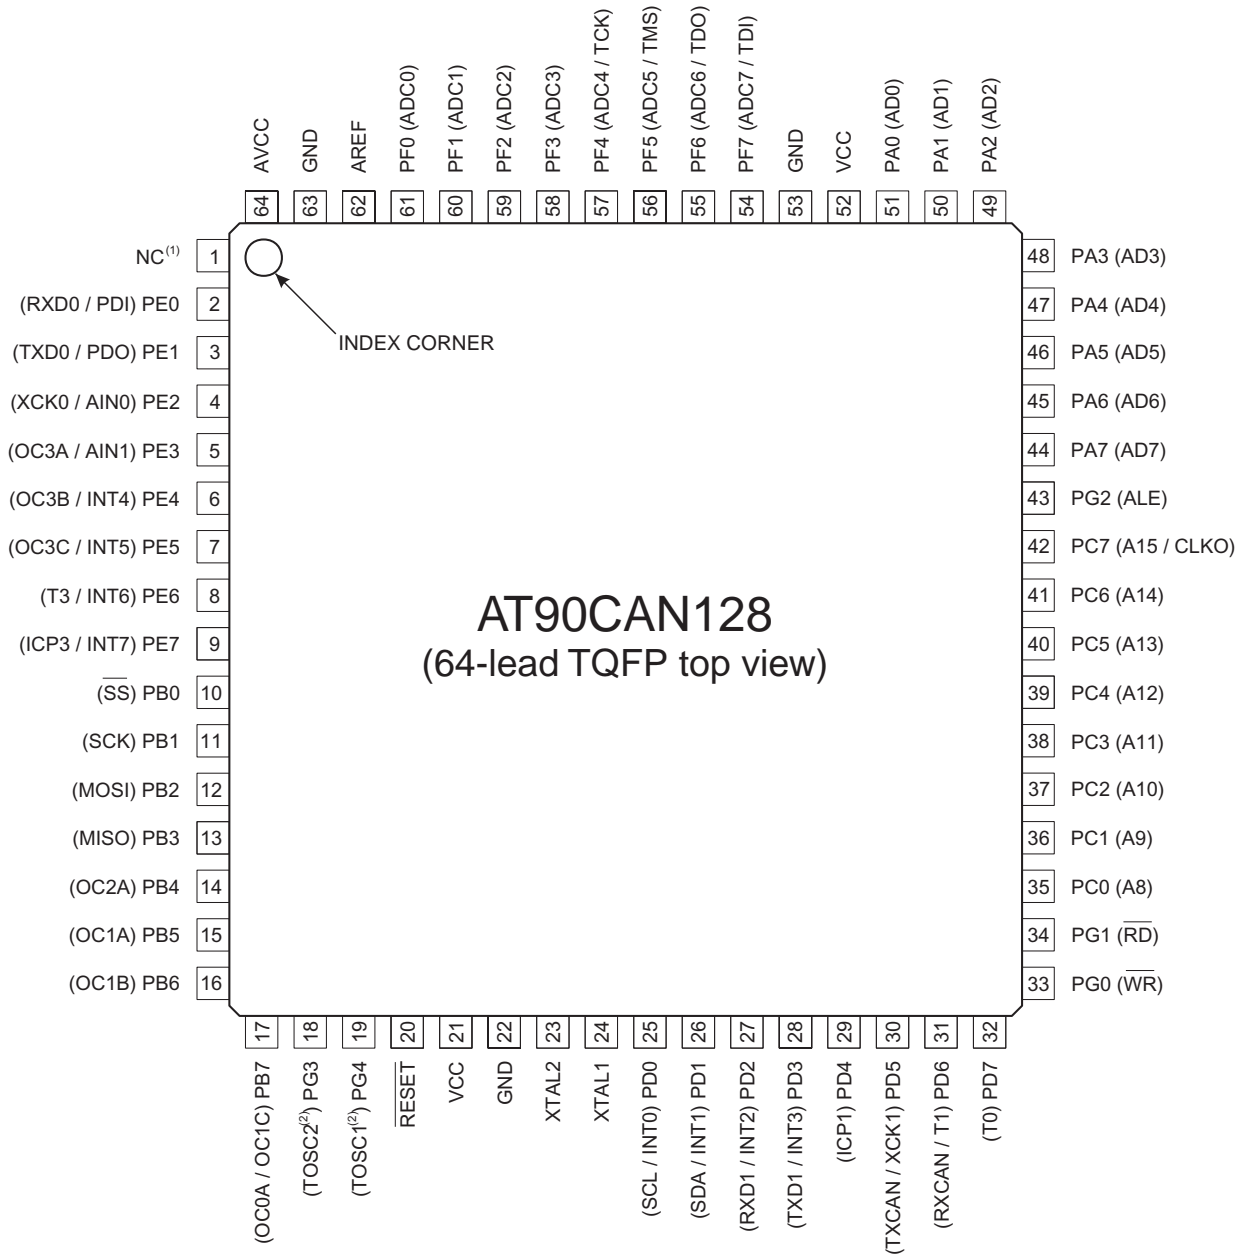 AVCC
GND
AREF
PF0 (ADC0)
PF1 (ADC1)
PF2 (ADC2)
PF3 (ADC3)
PF4 (ADC4 / TCK)
PF5 (ADC5 / TMS)
PF6 (ADC6 / TDO)
PF7 (ADC7 / TDI)
GND
VCC
PA0 (AD0)
PA1 (AD1)
PA2 (AD2)
64
63
62
61
60
59
58
57
56
55
54
53
52
51
50
49
NC(1) 1
(RXD0 / PDI) PE0 2
(TXD0 / PDO) PE1 3
(XCK0 / AIN0) PE2 4
(OC3A / AIN1) PE3 5
(OC3B / INT4) PE4 6
(OC3C / INT5) PE5 7
(T3 / INT6) PE6 8
(ICP3 / INT7) PE7 9
(SS) PB0 10
(SCK) PB1 11
(MOSI) PB2 12
(MISO) PB3 13
(OC2A) PB4 14
(OC1A) PB5 15
(OC1B) PB6 16
INDEX CORNER
AT90CAN128
(64-lead TQFP top view)
48 PA3 (AD3)
47 PA4 (AD4)
46 PA5 (AD5)
45 PA6 (AD6)
44 PA7 (AD7)
43 PG2 (ALE)
42 PC7 (A15 / CLKO)
41 PC6 (A14)
40 PC5 (A13)
39 PC4 (A12)
38 PC3 (A11)
37 PC2 (A10)
36 PC1 (A9)
35 PC0 (A8)
34 PG1 (RD)
33 PG0 (WR)
17
18
19
20
21
22
23
24
25
26
27
28
29
30
31
32
(OC0A / OC1C) PB7
(TOSC2(2)) PG3
(TOSC1(2)) PG4
RESET
VCC
GND
XTAL2
XTAL1
(SCL / INT0) PD0
(SDA / INT1) PD1
(RXD1 / INT2) PD2
(TXD1 / INT3) PD3
(ICP1) PD4
(TXCAN / XCK1) PD5
(RXCAN / T1) PD6
(T0) PD7